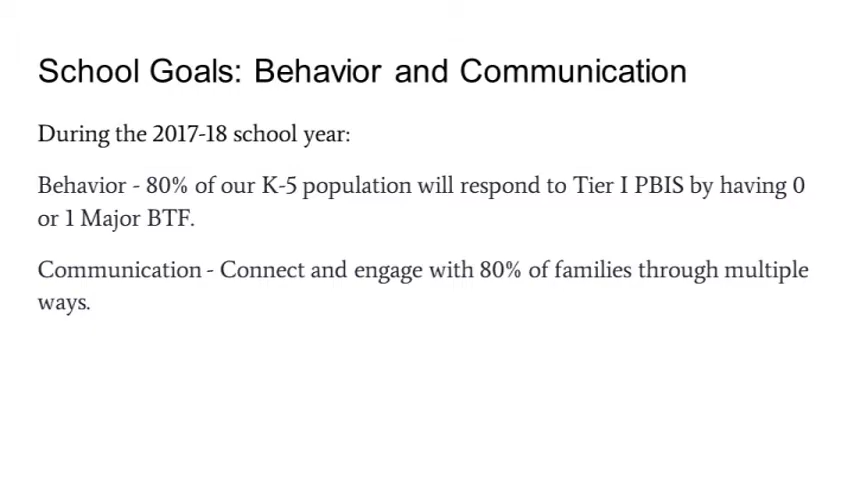 School Goals: Behavior and Communication
During the 2017-18 school year:
Behavior - 80% of our K-5 population will respond to Tier I PBIS by having 0
or 1 Major BTF.
Communication - Connect and engage with 80% of families through multiple
ways.